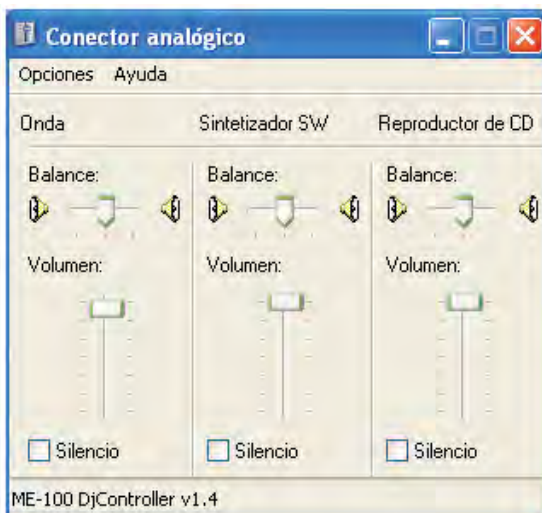 Conector analógico
Opciones Ayuda
Onda Sintetizador SW Reproductor de CD
Balance: Balance: Balance:
Volumen: Volumen: Volumen:
Silencio Silencio Silencio
ME-100 DjController v1.4